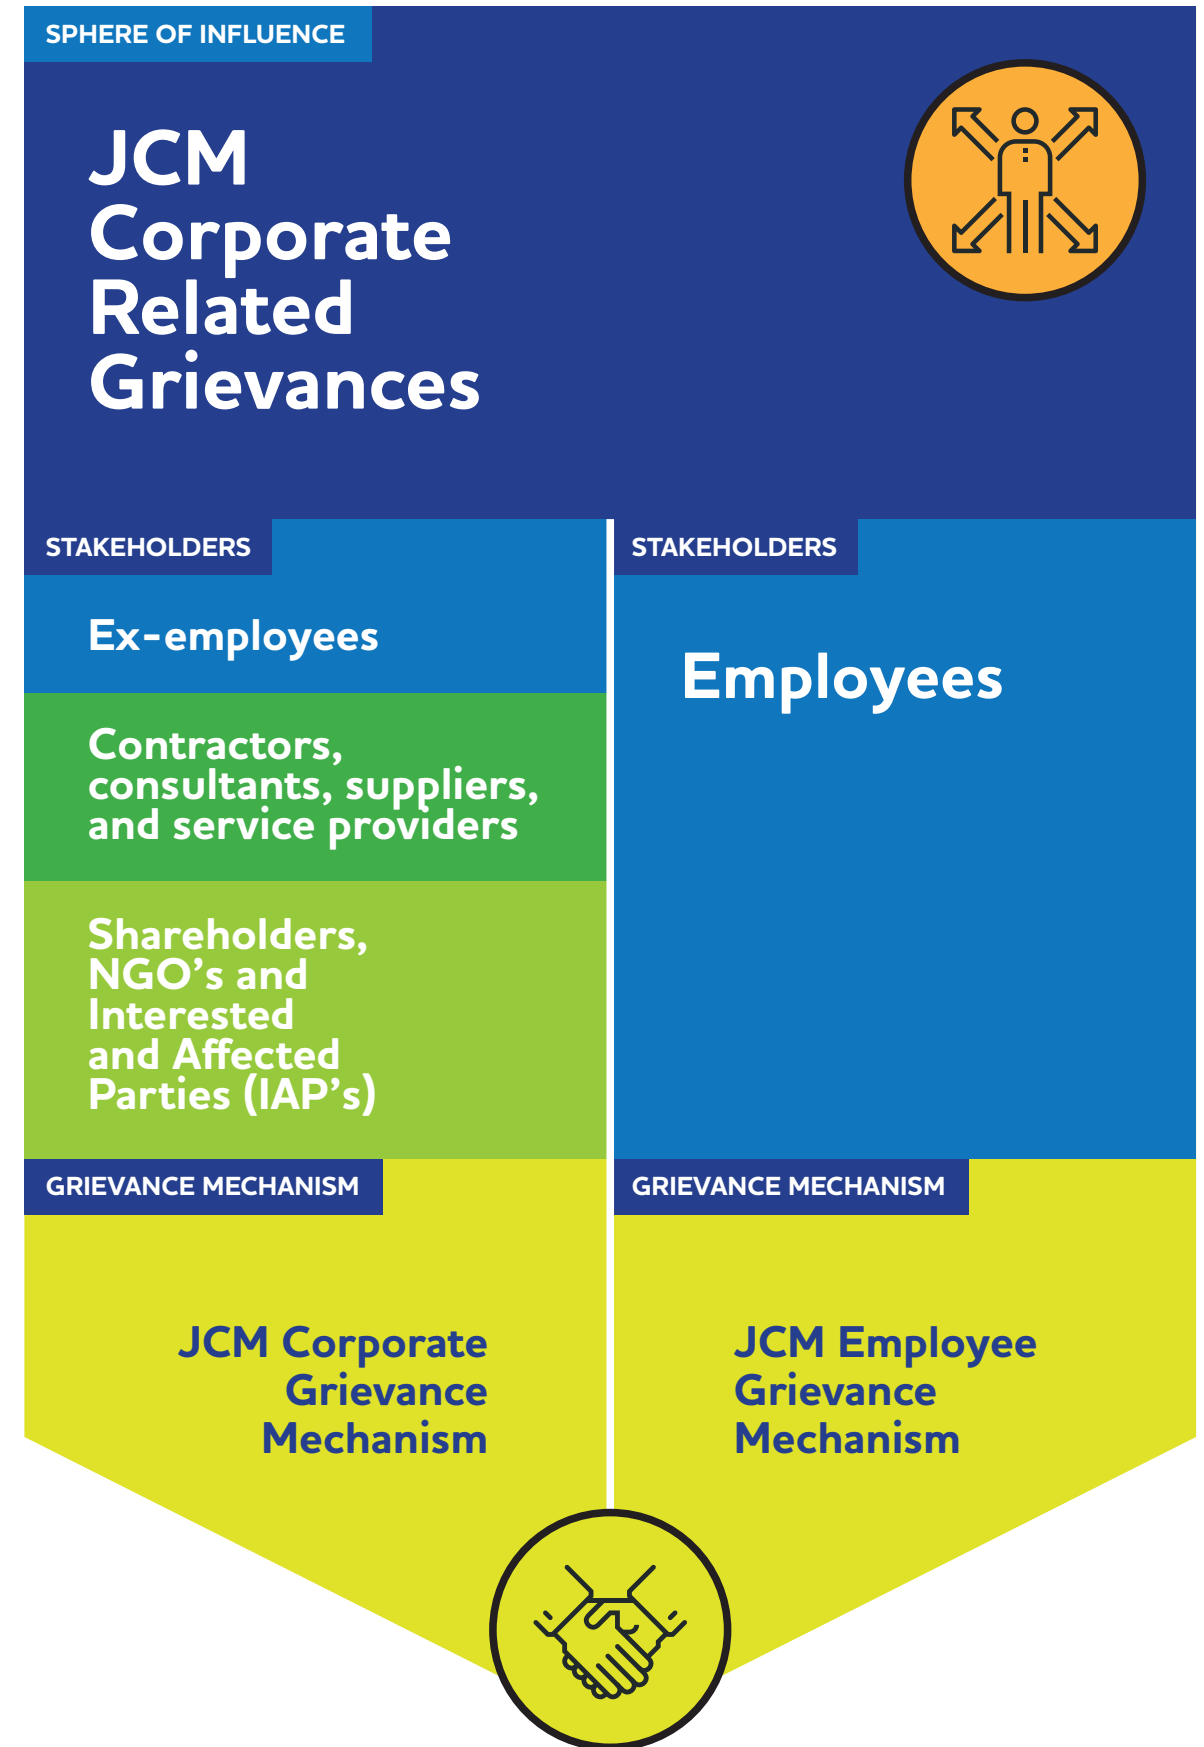 SPHERE OF INFLUENCE
JCM
Corporate
Related
Grievances
STAKEHOLDERS
Ex-employees
Contractors,
consultants, suppliers,
and service providers
Shareholders,
NGO’s and
Interested
and Affected
Parties (IAP’s)
GRIEVANCE MECHANISM
JCM Corporate
Grievance
Mechanism
STAKEHOLDERS
Employees
GRIEVANCE MECHANISM
JCM Employee
Grievance
Mechanism